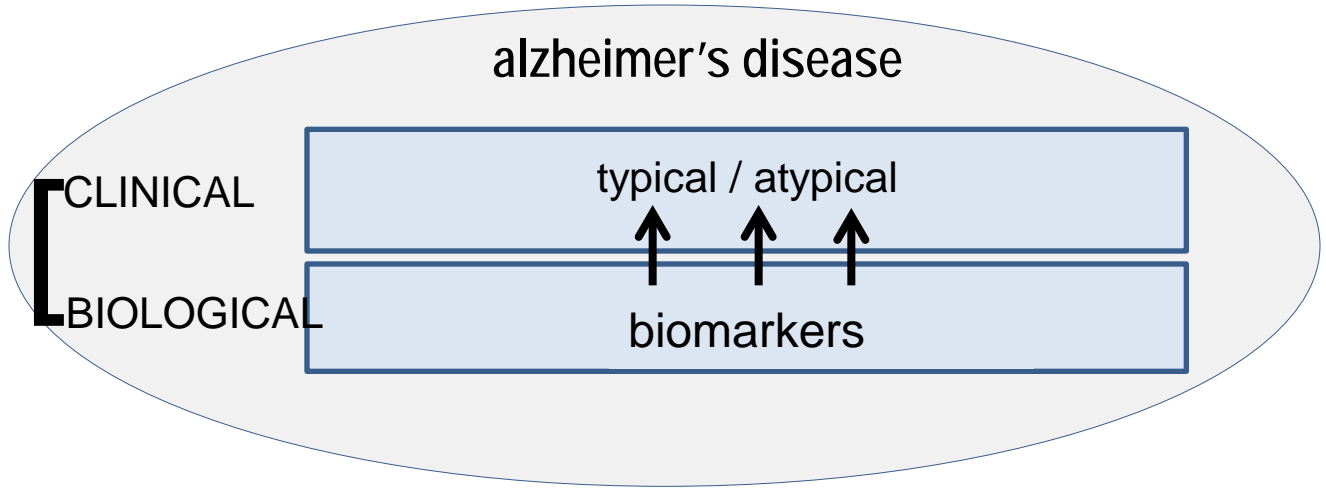 alzheimer's disease
CLINICAL
typical / atypical
BIOLOGICAL
biomarkers